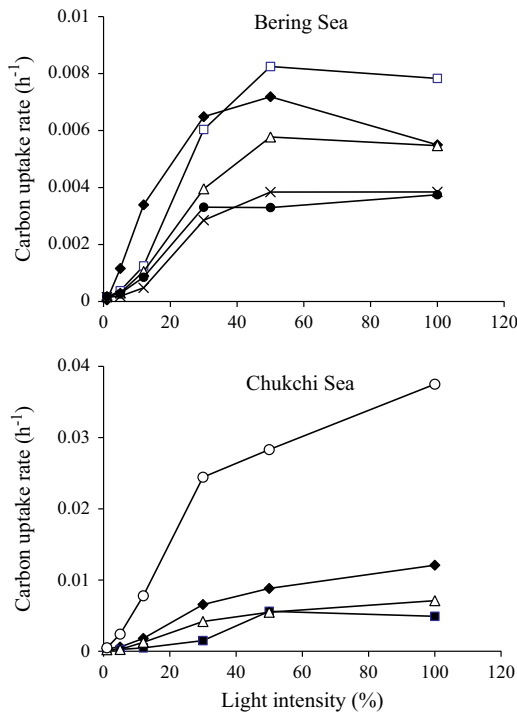 Bering Sea
Carbon uptake rate (h⁻¹)
0.01
0.008
0.006
0.004
0.002
0
0 20 40 60 80 100 120
Chukchi Sea
Carbon uptake rate (h⁻¹)
0.04
0.03
0.02
0.01
0
0 20 40 60 80 100 120
Light intensity (%)